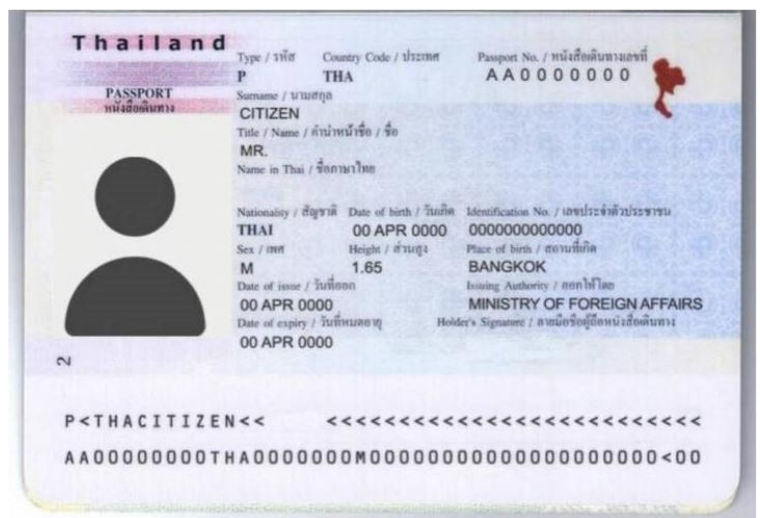 Thailand
PASSPORT
หนังสือเดินทาง
Type / รหัส Country Code / ประเทศ Passport No. / หนังสือเดินทางเลขที่
P THA AA0000000
Surname / นามสกุล
CITIZEN
Title / Name / คำนำหน้าชื่อ / ชื่อ
MR.
Name in Thai / ชื่อภาษาไทย
Nationality / สัญชาติ Date of birth / วันเกิด Identification No. / เลขประจำตัวประชาชน
THAI 00 APR 0000 0000000000000
Sex / เพศ Height / ส่วนสูง Place of birth / สถานที่เกิด
M 1.65 BANGKOK
Date of issue / วันที่ออก Issuing Authority / ออกให้โดย
00 APR 0000 MINISTRY OF FOREIGN AFFAIRS
Date of expiry / วันที่หมดอายุ Holder's Signature / ลายมือชื่อผู้ถือหนังสือเดินทาง
00 APR 0000
2
P<THACITIZEN<< <<<<<<<<<<<<<<<<<<<<<<<<<<
AA00000000THA0000000M0000000000000000000000<00